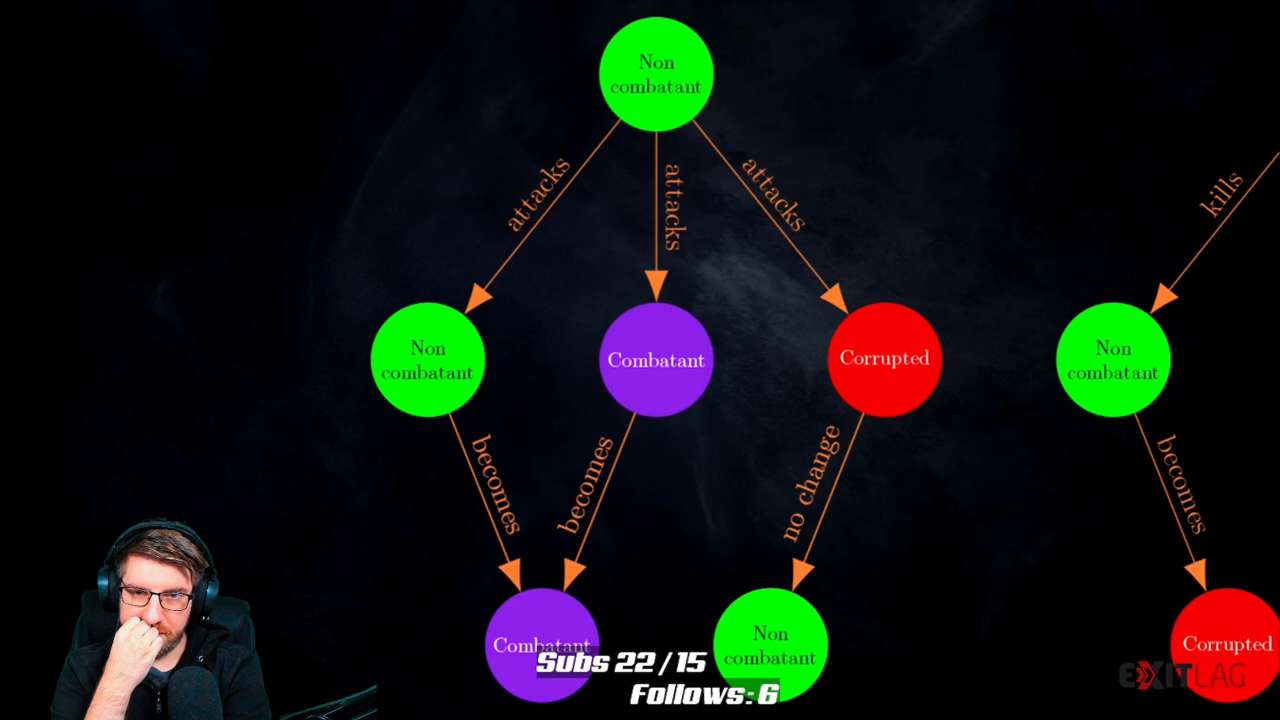 Non
combatant
attacks
attacks
attacks
kills
Non
combatant
Combatant
Corrupted
Non
combatant
becomes
becomes
no change
becomes
Combatant
Non
combatant
Corrupted
Subs 22/15
Follows: 6
EXITLAG